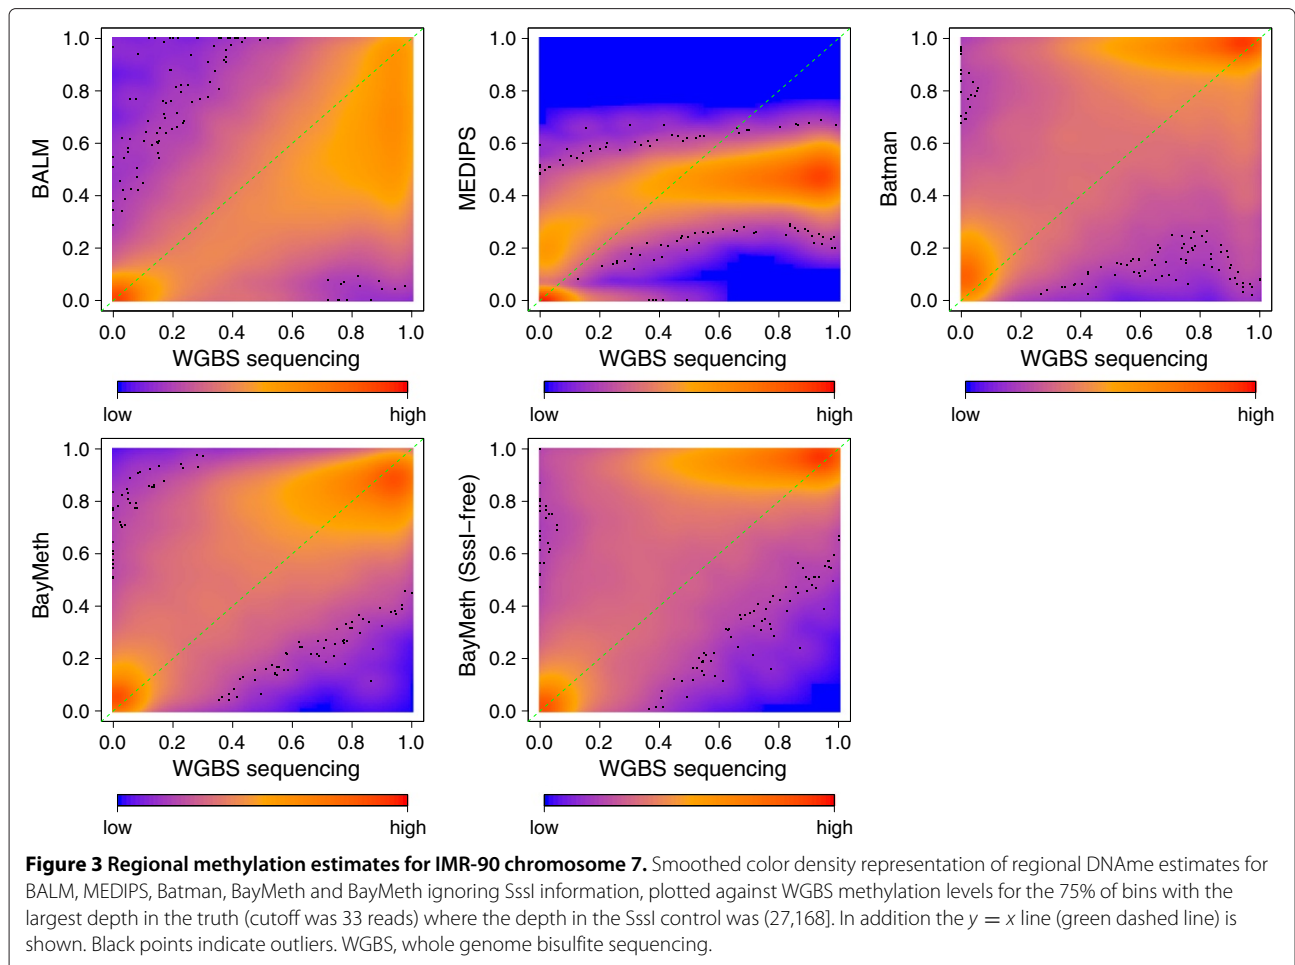 BALM
1.0
0.8
0.6
0.4
0.2
0.0
0.0 0.2 0.4 0.6 0.8 1.0
WGBS sequencing
low high
MEDIPS
1.0
0.8
0.6
0.4
0.2
0.0
0.0 0.2 0.4 0.6 0.8 1.0
WGBS sequencing
low high
Batman
1.0
0.8
0.6
0.4
0.2
0.0
0.0 0.2 0.4 0.6 0.8 1.0
WGBS sequencing
low high
BayMeth
1.0
0.8
0.6
0.4
0.2
0.0
0.0 0.2 0.4 0.6 0.8 1.0
WGBS sequencing
low high
BayMeth (SssI−free)
1.0
0.8
0.6
0.4
0.2
0.0
0.0 0.2 0.4 0.6 0.8 1.0
WGBS sequencing
low high
Figure 3 Regional methylation estimates for IMR-90 chromosome 7. Smoothed color density representation of regional DNAme estimates for
BALM, MEDIPS, Batman, BayMeth and BayMeth ignoring SssI information, plotted against WGBS methylation levels for the 75% of bins with the
largest depth in the truth (cutoff was 33 reads) where the depth in the SssI control was (27,168]. In addition the y = x line (green dashed line) is
shown. Black points indicate outliers. WGBS, whole genome bisulfite sequencing.